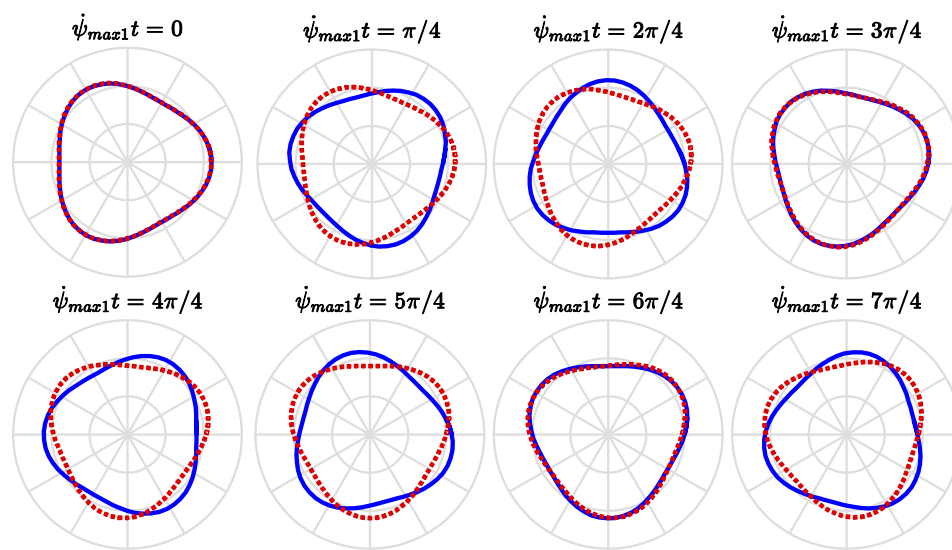 ψ̇ₘₐₓ₁t = 0
ψ̇ₘₐₓ₁t = π/4
ψ̇ₘₐₓ₁t = 2π/4
ψ̇ₘₐₓ₁t = 3π/4
ψ̇ₘₐₓ₁t = 4π/4
ψ̇ₘₐₓ₁t = 5π/4
ψ̇ₘₐₓ₁t = 6π/4
ψ̇ₘₐₓ₁t = 7π/4